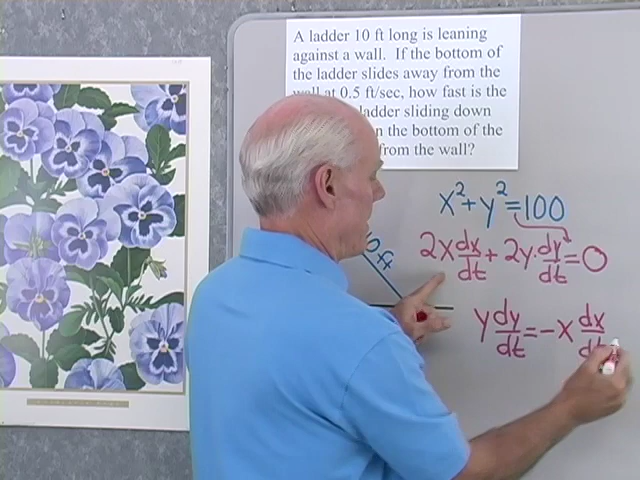 A ladder 10 ft long is leaning
against a wall. If the bottom of
the ladder slides away from the
wall at 0.5 ft/sec, how fast is the
ladder sliding down
n the bottom of the
from the wall?
x² + y² = 100
ft
2x dx/dt + 2y · dy/dt = 0
y dy/dt = -x dx/dt